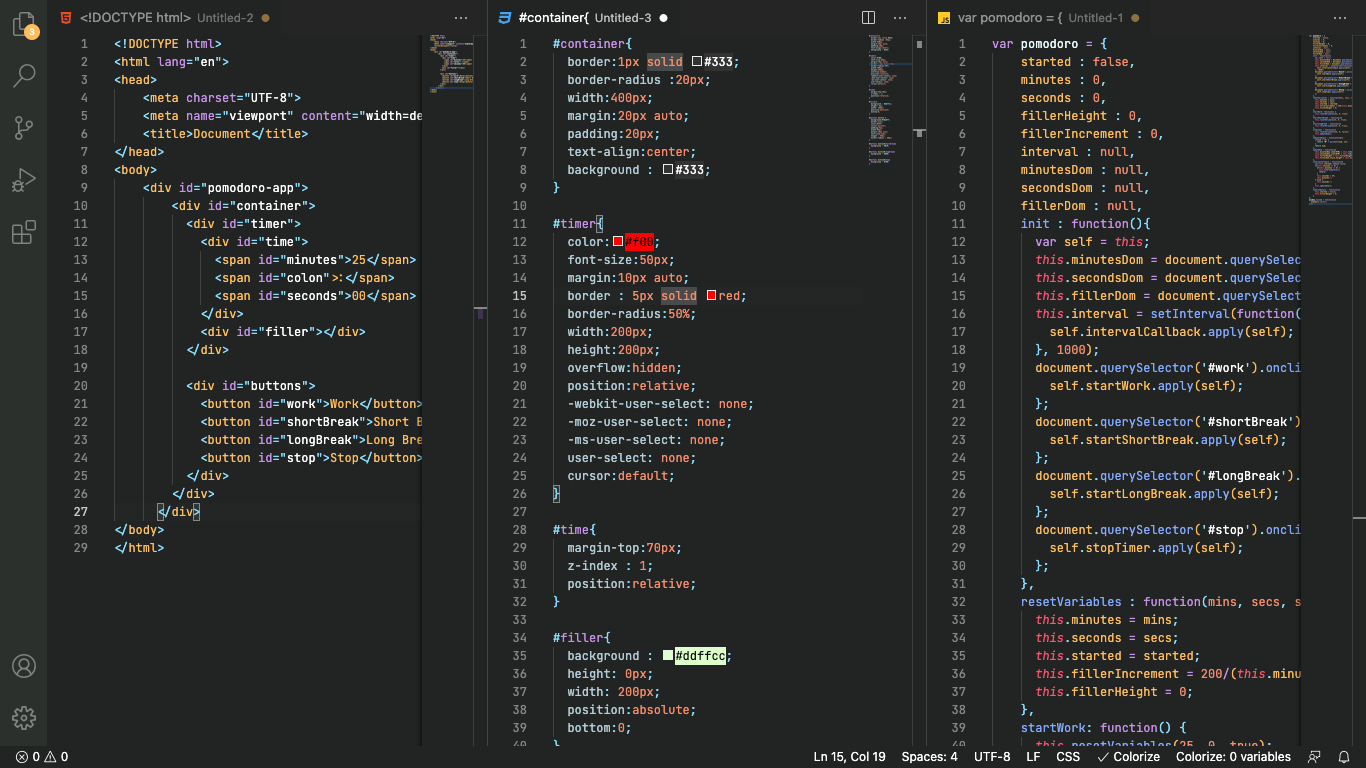 3
<!DOCTYPE html> Untitled-2
#container{ Untitled-3
var pomodoro = { Untitled-1
1 <!DOCTYPE html>
2 <html lang="en">
3 <head>
4 <meta charset="UTF-8">
5 <meta name="viewport" content="width=de
6 <title>Document</title>
7 </head>
8 <body>
9 <div id="pomodoro-app">
10 <div id="container">
11 <div id="timer">
12 <div id="time">
13 <span id="minutes">25</span>
14 <span id="colon">:</span>
15 <span id="seconds">00</span>
16 </div>
17 <div id="filler"></div>
18 </div>
19
20 <div id="buttons">
21 <button id="work">Work</button>
22 <button id="shortBreak">Short B
23 <button id="longBreak">Long Bre
24 <button id="stop">Stop</button>
25 </div>
26 </div>
27 </div>
28 </body>
29 </html>
1 #container{
2 border:1px solid #333;
3 border-radius :20px;
4 width:400px;
5 margin:20px auto;
6 padding:20px;
7 text-align:center;
8 background : #333;
9 }
10
11 #timer{
12 color:#f00;
13 font-size:50px;
14 margin:10px auto;
15 border : 5px solid red;
16 border-radius:50%;
17 width:200px;
18 height:200px;
19 overflow:hidden;
20 position:relative;
21 -webkit-user-select: none;
22 -moz-user-select: none;
23 -ms-user-select: none;
24 user-select: none;
25 cursor:default;
26 }
27
28 #time{
29 margin-top:70px;
30 z-index : 1;
31 position:relative;
32 }
33
34 #filler{
35 background : #ddffcc;
36 height: 0px;
37 width: 200px;
38 position:absolute;
39 bottom:0;
40 }
1 var pomodoro = {
2 started : false,
3 minutes : 0,
4 seconds : 0,
5 fillerHeight : 0,
6 fillerIncrement : 0,
7 interval : null,
8 minutesDom : null,
9 secondsDom : null,
10 fillerDom : null,
11 init : function(){
12 var self = this;
13 this.minutesDom = document.querySelec
14 this.secondsDom = document.querySelec
15 this.fillerDom = document.querySelect
16 this.interval = setInterval(function(
17 self.intervalCallback.apply(self);
18 }, 1000);
19 document.querySelector('#work').oncli
20 self.startWork.apply(self);
21 };
22 document.querySelector('#shortBreak')
23 self.startShortBreak.apply(self);
24 };
25 document.querySelector('#longBreak').
26 self.startLongBreak.apply(self);
27 };
28 document.querySelector('#stop').oncli
29 self.stopTimer.apply(self);
30 };
31 },
32 resetVariables : function(mins, secs, s
33 this.minutes = mins;
34 this.seconds = secs;
35 this.started = started;
36 this.fillerIncrement = 200/(this.minu
37 this.fillerHeight = 0;
38 },
39 startWork: function() {
40 this.resetVariables(25, 0, true);
0 0 Ln 15, Col 19 Spaces: 4 UTF-8 LF CSS Colorize Colorize: 0 variables